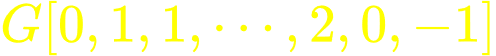 G[0, 1, 1, ⋯ , 2, 0, −1]